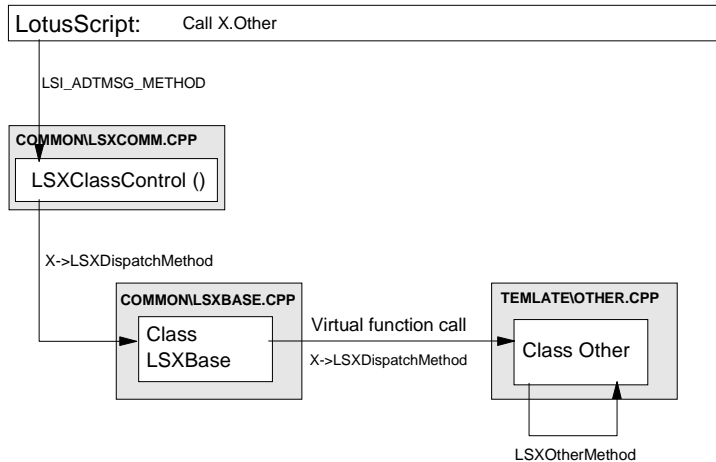 LotusScript: Call X.Other
LSI_ADTMSG_METHOD
COMMON\LSXCOMM.CPP
LSXClassControl ()
X->LSXDispatchMethod
COMMON\LSXBASE.CPP
Class
LSXBase
Virtual function call
X->LSXDispatchMethod
TEMLATE\OTHER.CPP
Class Other
LSXOtherMethod